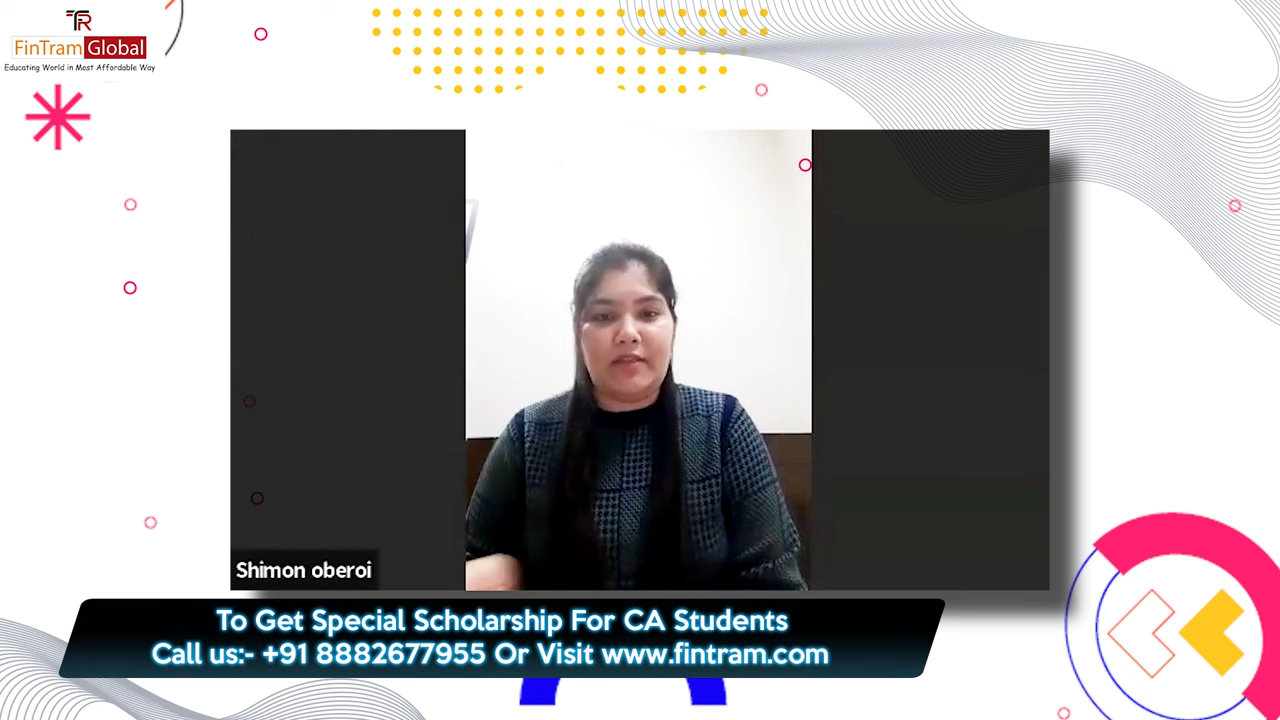 TR
FinTram Global
Educating World in Most Affordable Way
Shimon oberoi
To Get Special Scholarship For CA Students
Call us:- +91 8882677955 Or Visit www.fintram.com